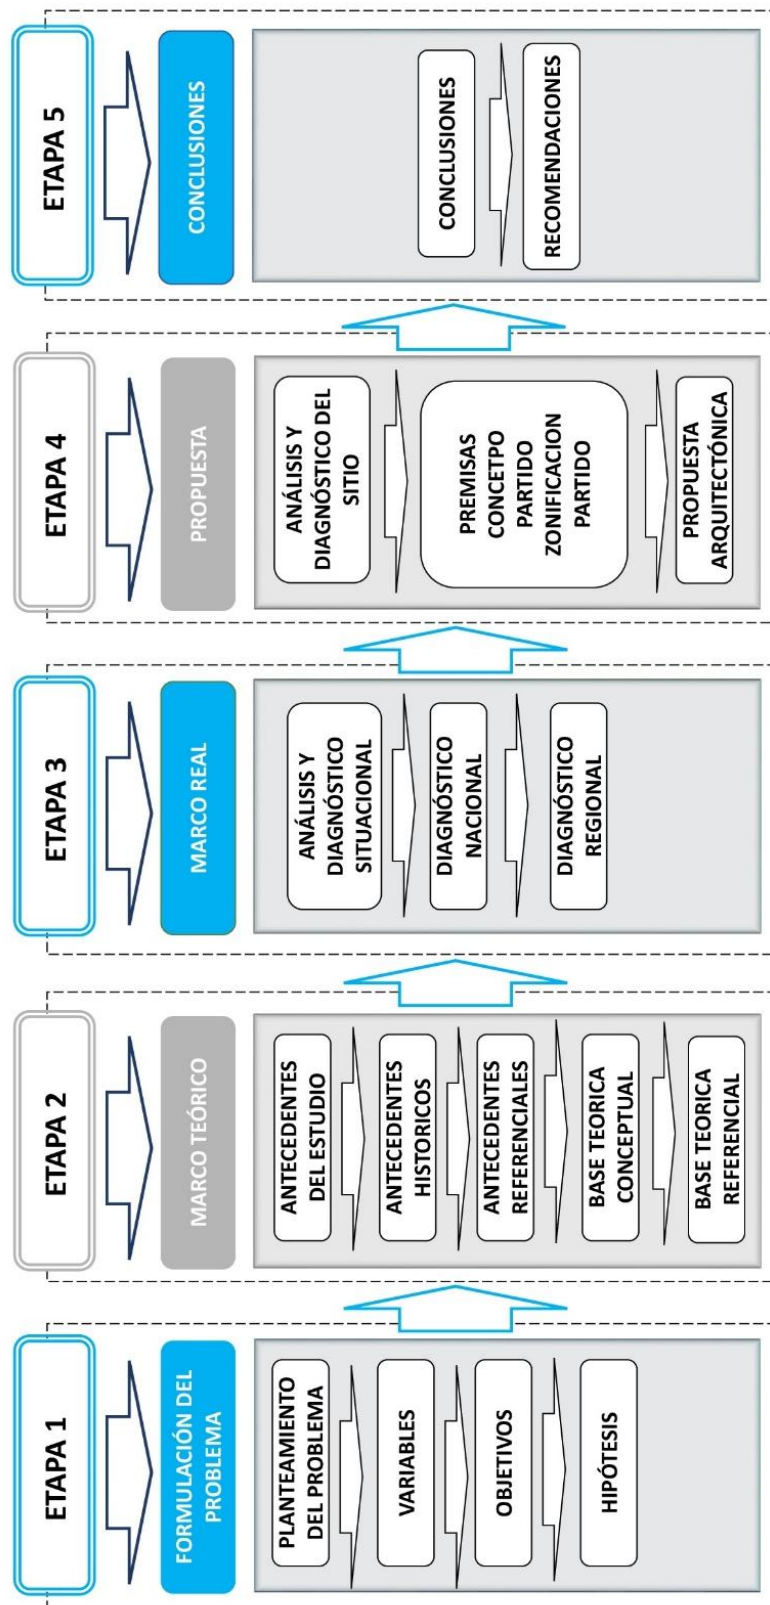 ETAPA 1
FORMULACIÓN DEL
PROBLEMA
PLANTEAMIENTO
DEL PROBLEMA
VARIABLES
OBJETIVOS
HIPÓTESIS
ETAPA 2
MARCO TEÓRICO
ANTECEDENTES
DEL ESTUDIO
ANTECEDENTES
HISTORICOS
ANTECEDENTES
REFERENCIALES
BASE TEORICA
CONCEPTUAL
BASE TEORICA
REFERENCIAL
ETAPA 3
MARCO REAL
ANÁLISIS Y
DIAGNÓSTICO
SITUACIONAL
DIAGNÓSTICO
NACIONAL
DIAGNÓSTICO
REGIONAL
ETAPA 4
PROPUESTA
ANÁLISIS Y
DIAGNÓSTICO DEL
SITIO
PREMISAS
CONCETPO
PARTIDO
ZONIFICACION
PARTIDO
PROPUESTA
ARQUITECTÓNICA
ETAPA 5
CONCLUSIONES
CONCLUSIONES
RECOMENDACIONES